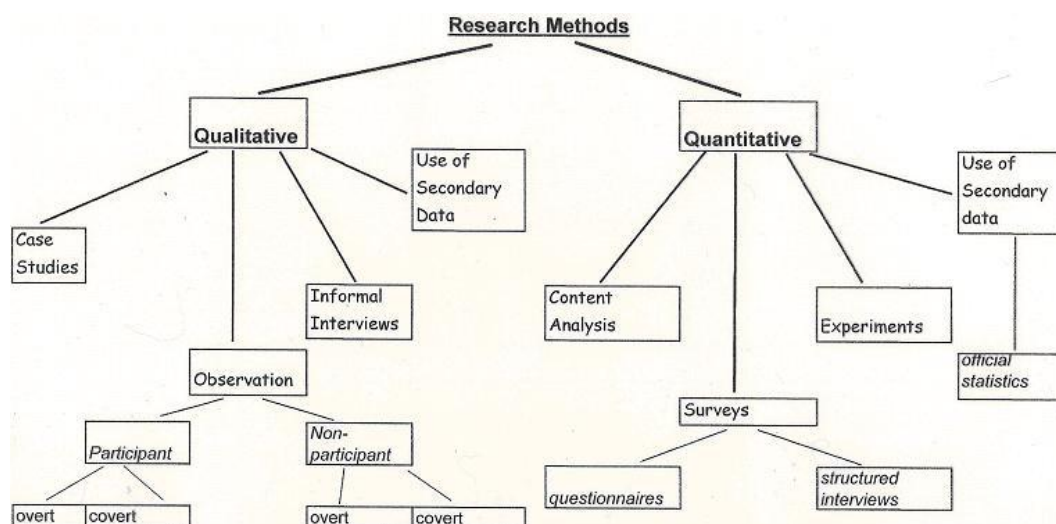 Research Methods
Qualitative
Quantitative
Use of
Secondary
Data
Use of
Secondary
data
Case
Studies
Informal
Interviews
Content
Analysis
Experiments
Observation
official
statistics
Surveys
Participant
Non-
participant
questionnaires
structured
interviews
overt
covert
overt
covert